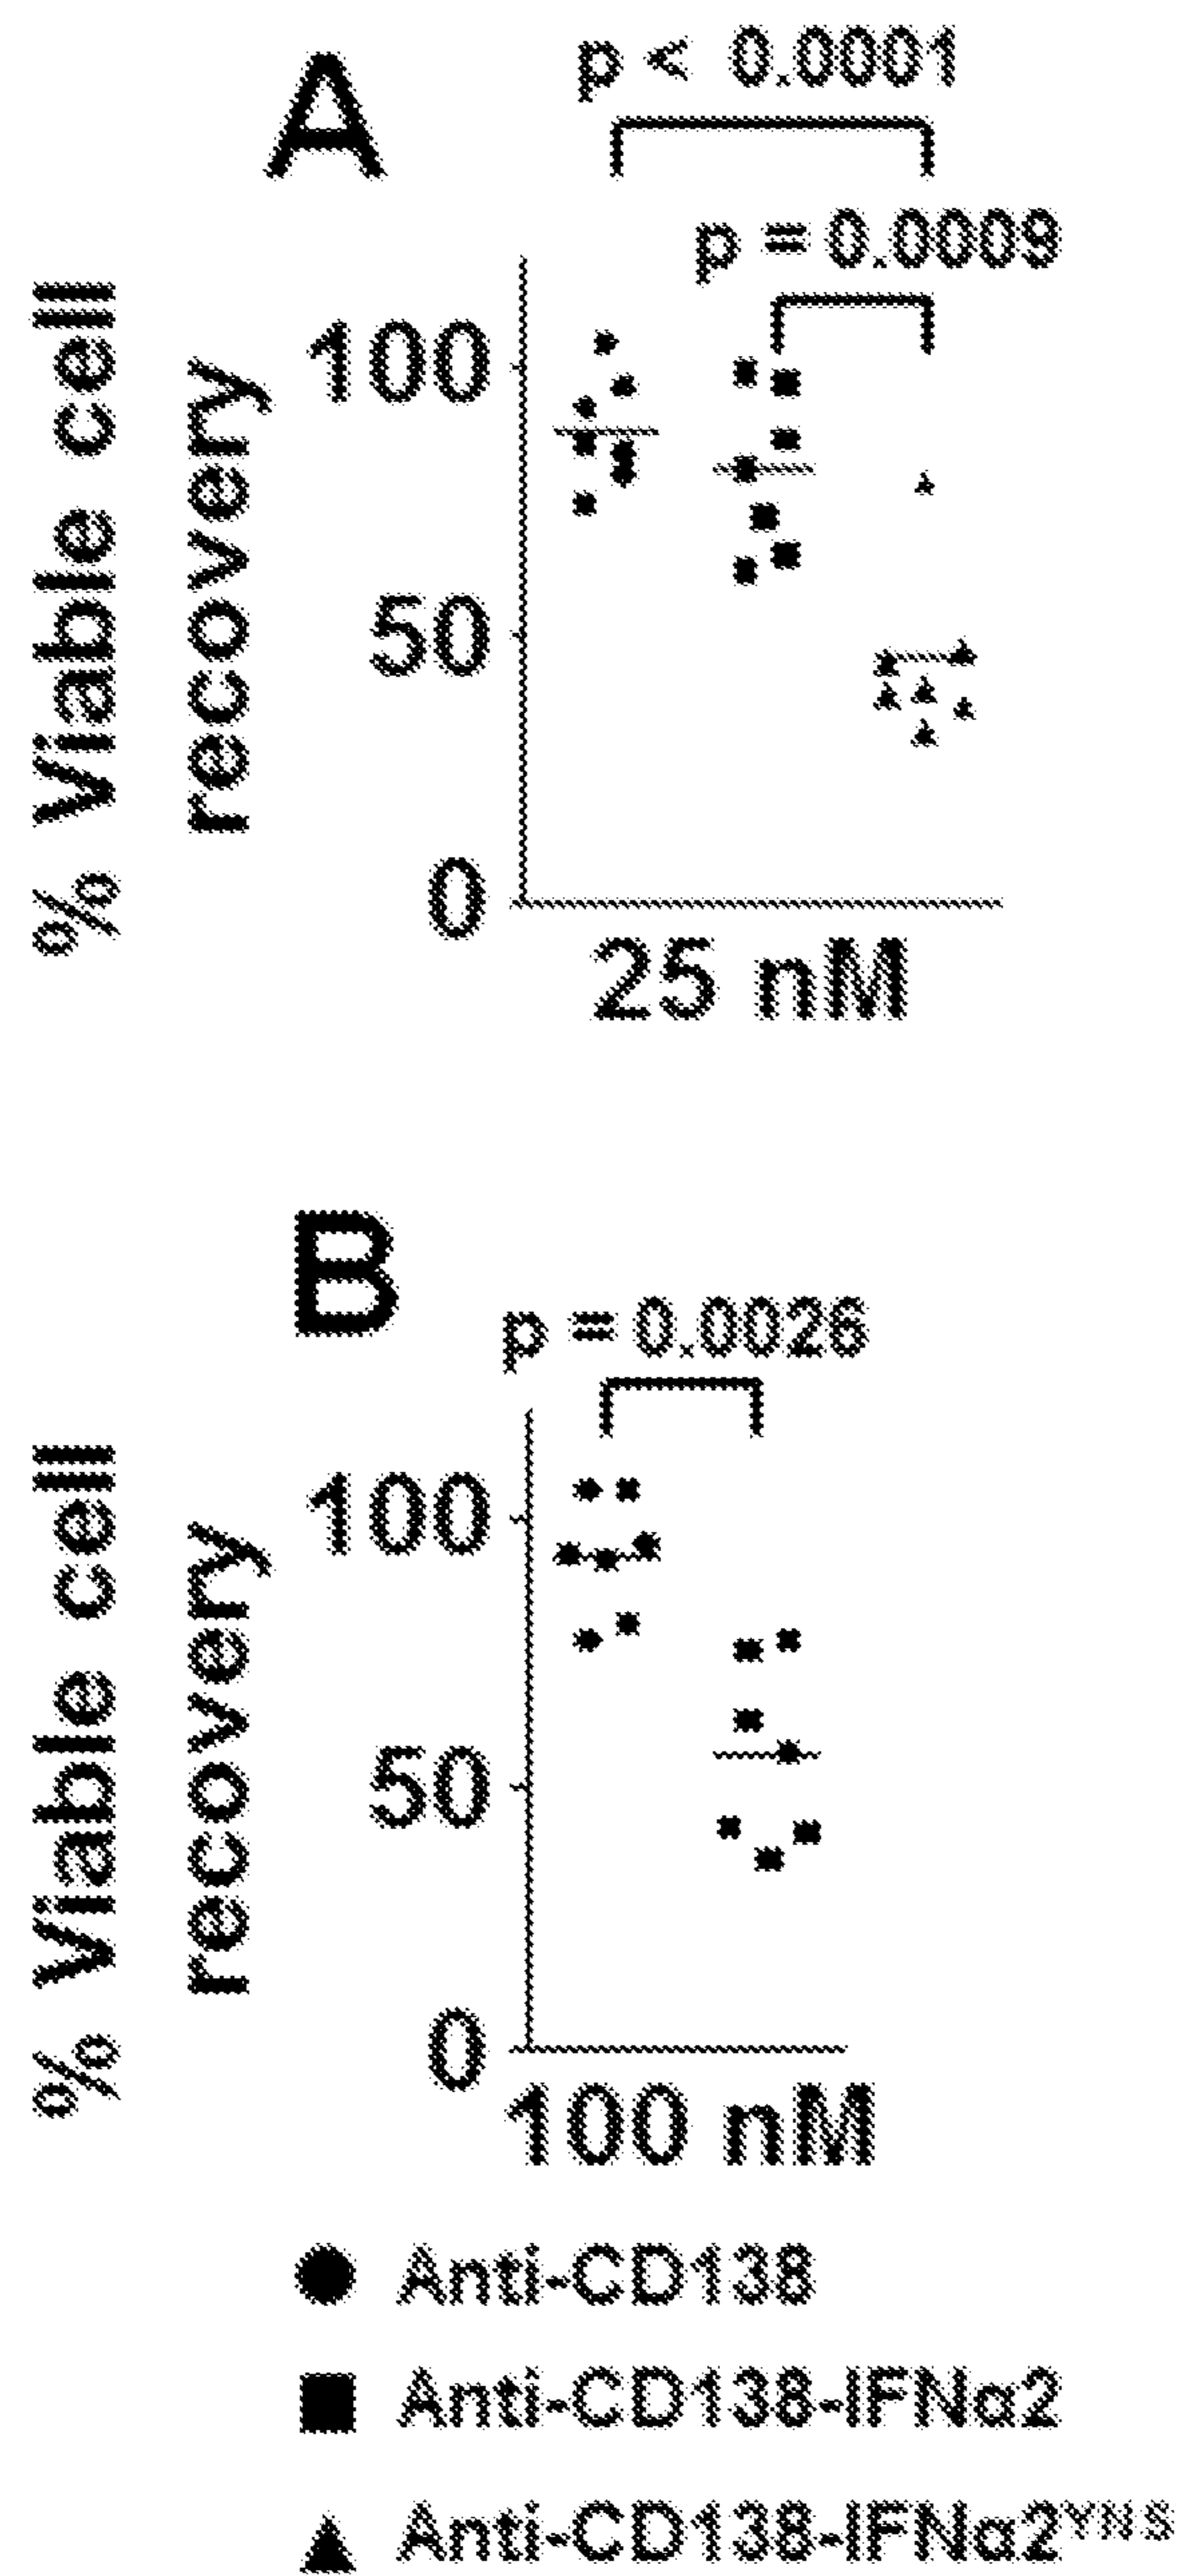 A
p < 0.0001
p = 0.0009
% Viable cell
recovery
100
50
0
25 nM
B
p = 0.0026
% Viable cell
recovery
100
50
0
100 nM
Anti-CD138
Anti-CD138-IFNα2
Anti-CD138-IFNα2YNS